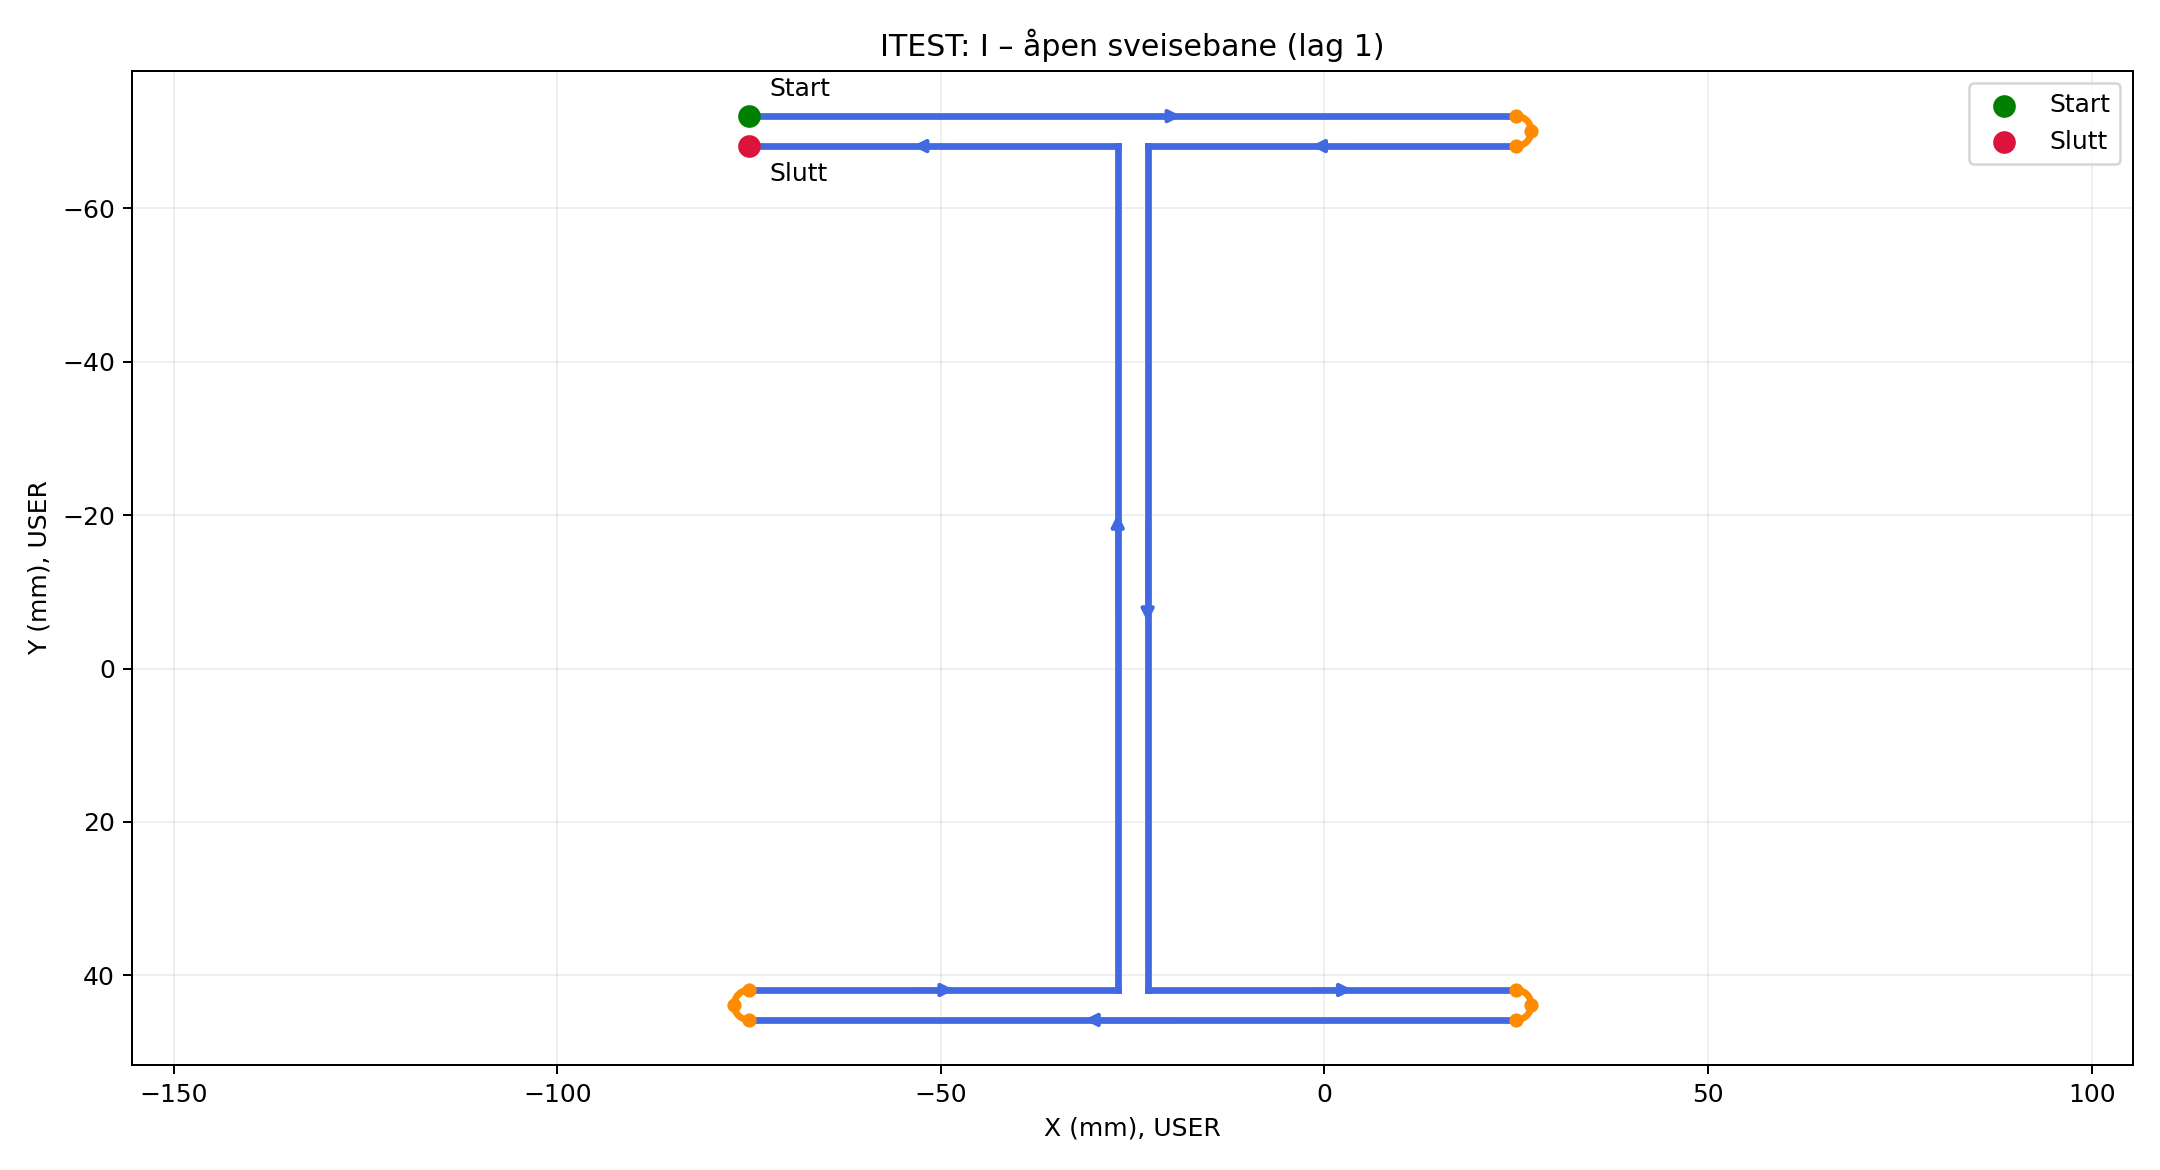 ITEST: I – åpen sveisebane (lag 1)
Start
Slutt
Start
Slutt
−60
−40
−20
0
20
40
Y (mm), USER
−150
−100
−50
0
50
100
X (mm), USER